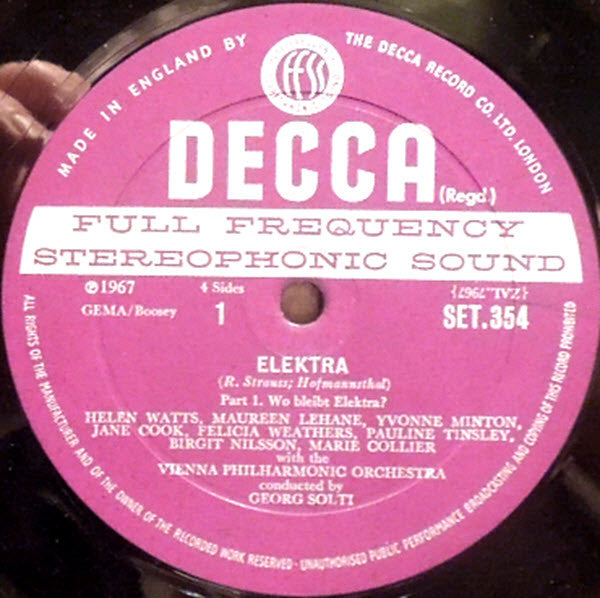 MADE IN ENGLAND BY THE DECCA RECORD CO. LTD. LONDON
ffss
DECCA (Regd.)
FULL FREQUENCY
STEREOPHONIC SOUND
Ⓟ1967 4 Sides {ZAL.7967}
GEMA/Boosey 1 SET.354
ELEKTRA
(R. Strauss; Hofmannsthal)
Part 1. Wo bleibt Elektra?
HELEN WATTS, MAUREEN LEHANE, YVONNE MINTON,
JANE COOK, FELICIA WEATHERS, PAULINE TINSLEY,
BIRGIT NILSSON, MARIE COLLIER
with the
VIENNA PHILHARMONIC ORCHESTRA
conducted by
GEORG SOLTI
ALL RIGHTS OF THE MANUFACTURER AND OF THE OWNER OF THE RECORDED WORK RESERVED · UNAUTHORISED PUBLIC PERFORMANCE BROADCASTING AND COPYING OF THIS RECORD PROHIBITED